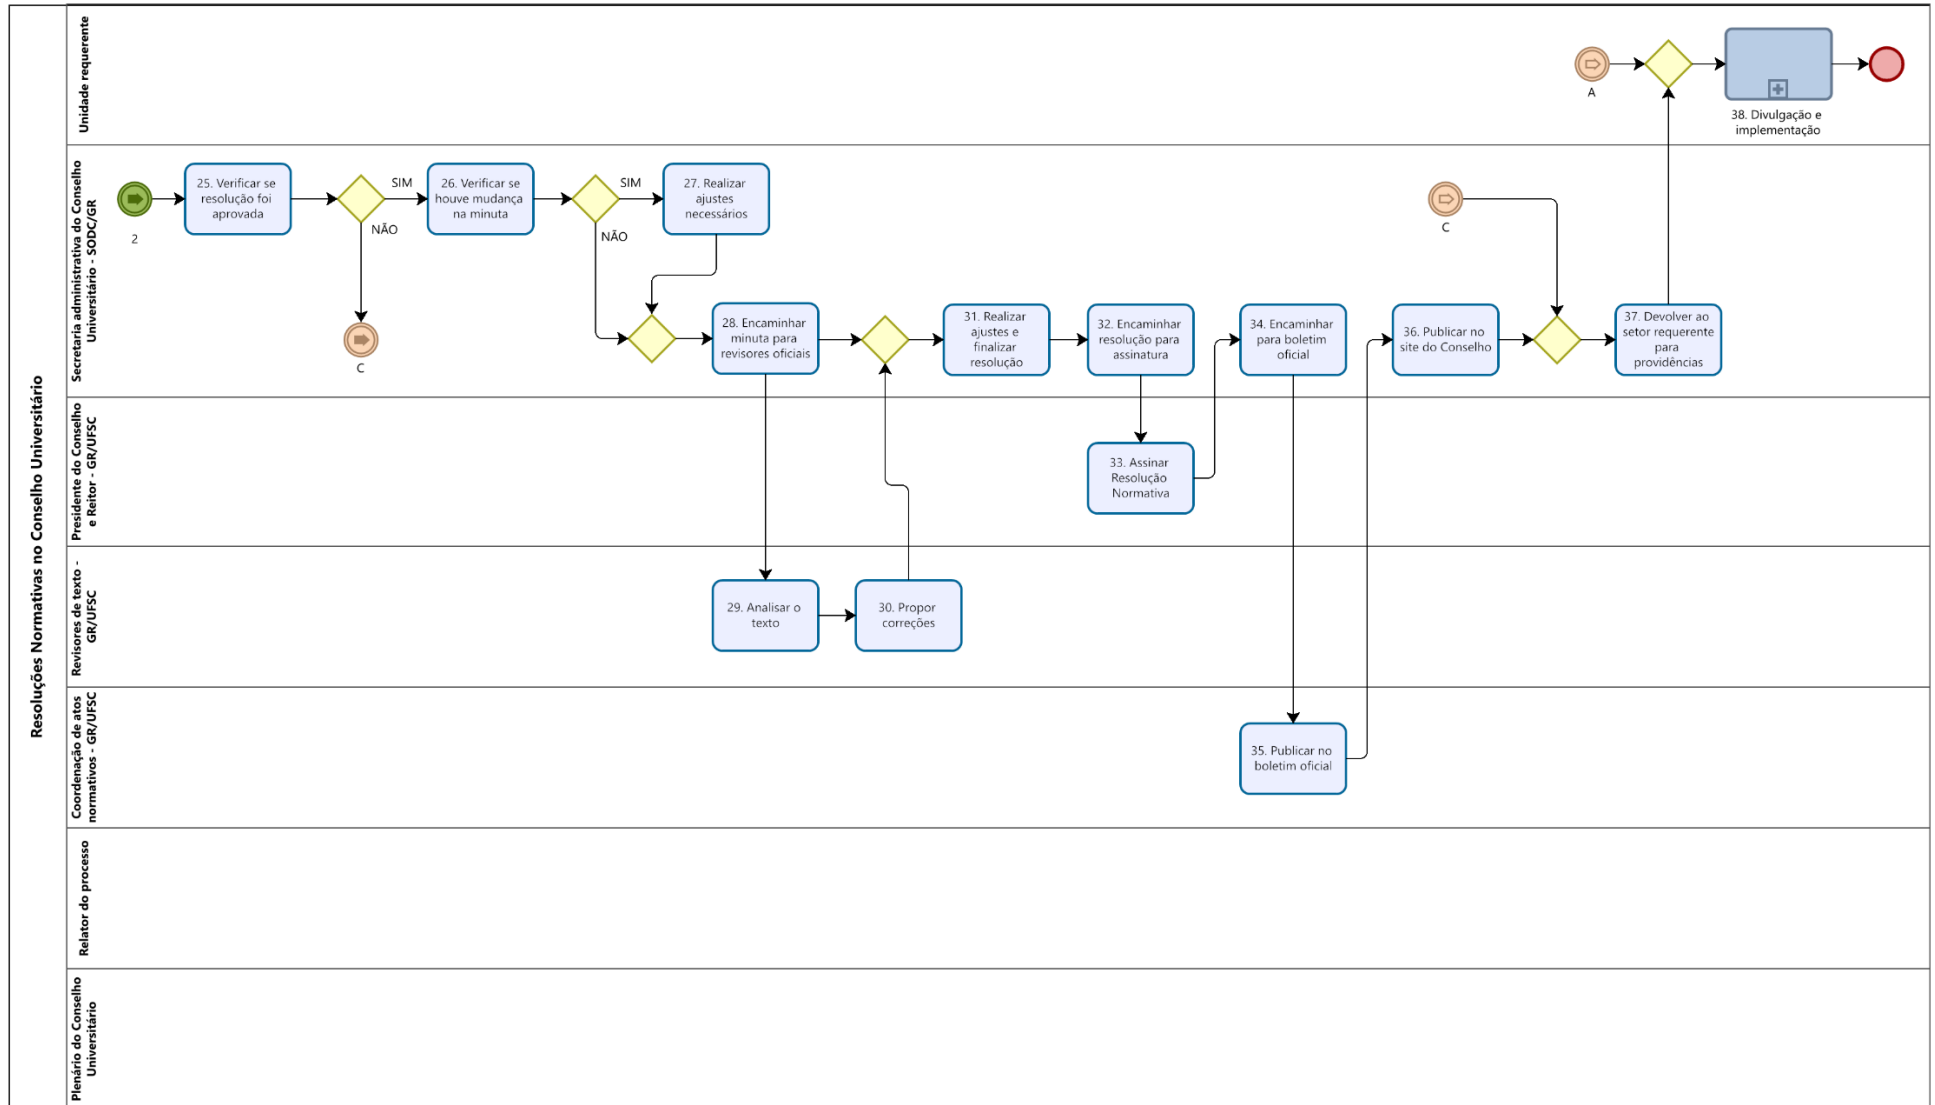 Resoluções Normativas no Conselho Universitário
Unidade requerente
A
38. Divulgação e
implementação
Secretaria administrativa do Conselho
Universitário - SODC/GR
2
25. Verificar se
resolução foi
aprovada
SIM
NÃO
C
26. Verificar se
houve mudança
na minuta
SIM
NÃO
27. Realizar
ajustes
necessários
28. Encaminhar
minuta para
revisores oficiais
31. Realizar
ajustes e
finalizar
resolução
32. Encaminhar
resolução para
assinatura
34. Encaminhar
para boletim
oficial
36. Publicar no
site do Conselho
C
37. Devolver ao
setor requerente
para
providências
Presidente do Conselho
e Reitor - GR/UFSC
33. Assinar
Resolução
Normativa
Revisores de texto -
GR/UFSC
29. Analisar o
texto
30. Propor
correções
Coordenação de atos
normativos - GR/UFSC
35. Publicar no
boletim oficial
Relator do processo
Plenário do Conselho
Universitário